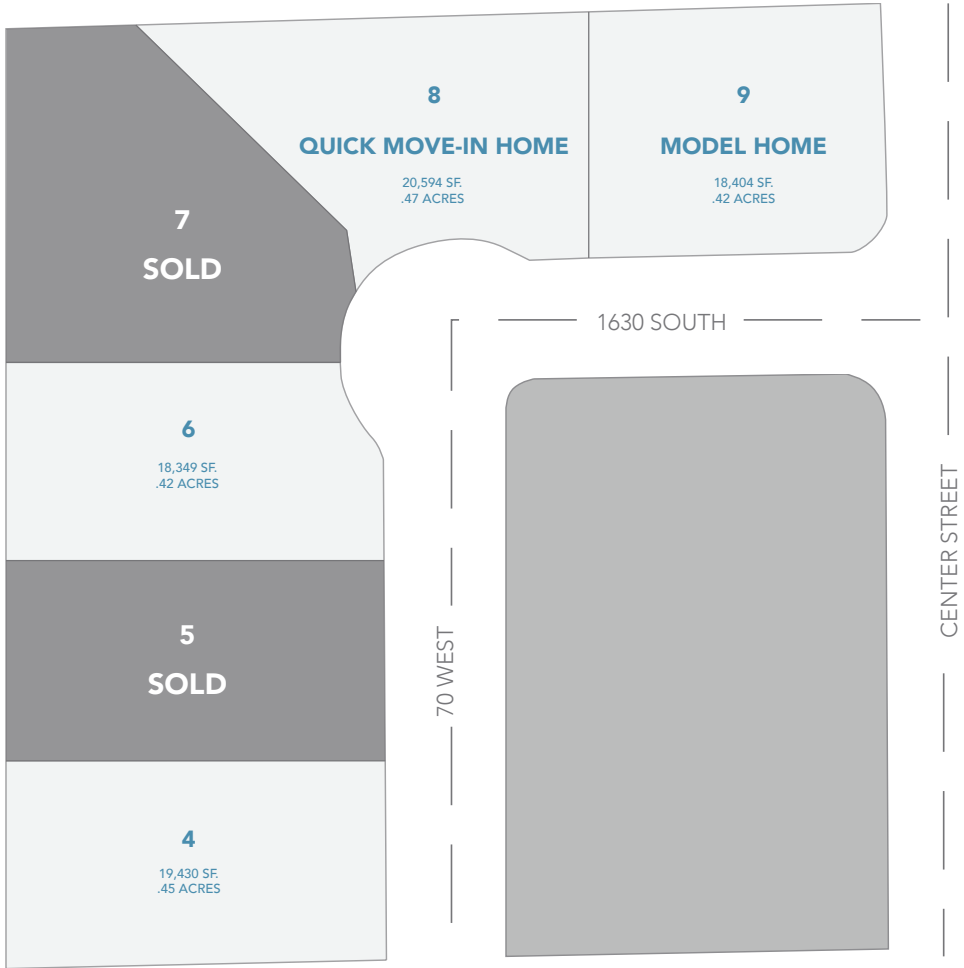 8
QUICK MOVE-IN HOME
20,594 SF.
.47 ACRES
9
MODEL HOME
18,404 SF.
.42 ACRES
7
SOLD
1630 SOUTH
6
18,349 SF.
.42 ACRES
CENTER STREET
5
SOLD
70 WEST
4
19,430 SF.
.45 ACRES